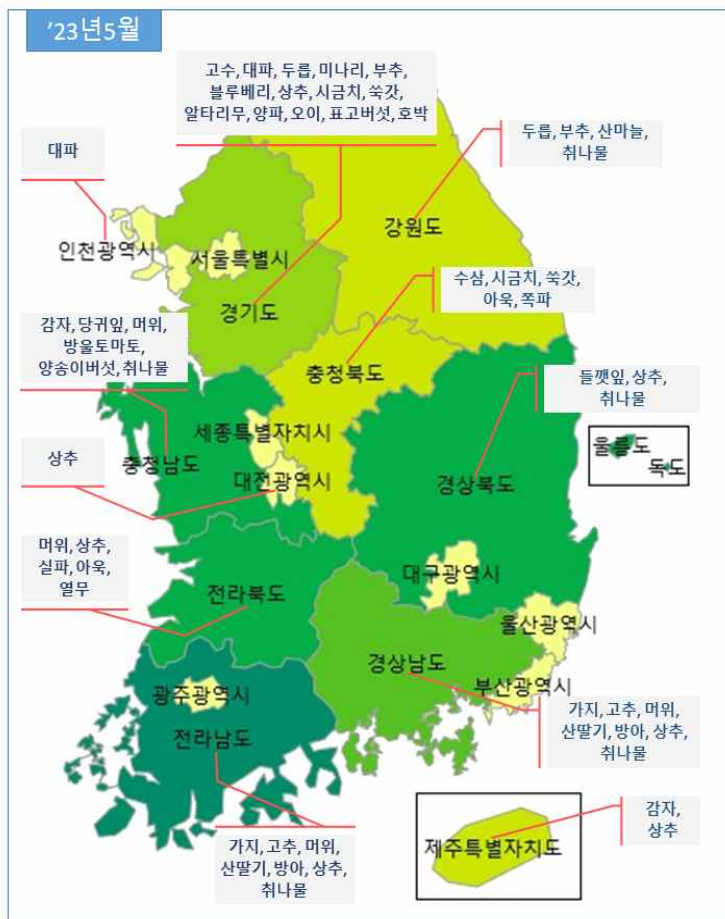 '23년5월
고수, 대파, 두릅, 미나리, 부추,
블루베리, 상추, 시금치, 쑥갓,
알타리무, 양파, 오이, 표고버섯, 호박
두릅, 부추, 산마늘,
취나물
대파
강원도
인천광역시
서울특별시
경기도
수삼, 시금치, 쑥갓,
아욱, 쪽파
감자, 당귀잎, 머위,
방울토마토,
양송이버섯, 취나물
충청북도
들깻잎, 상추,
취나물
세종특별자치시
울릉도
독도
상추
충청남도
대전광역시
경상북도
머위, 상추,
실파, 아욱,
열무
전라북도
대구광역시
울산광역시
경상남도
부산광역시
광주광역시
전라남도
가지, 고추, 머위,
산딸기, 방아, 상추,
취나물
감자,
상추
제주특별자치도
가지, 고추, 머위,
산딸기, 방아, 상추,
취나물